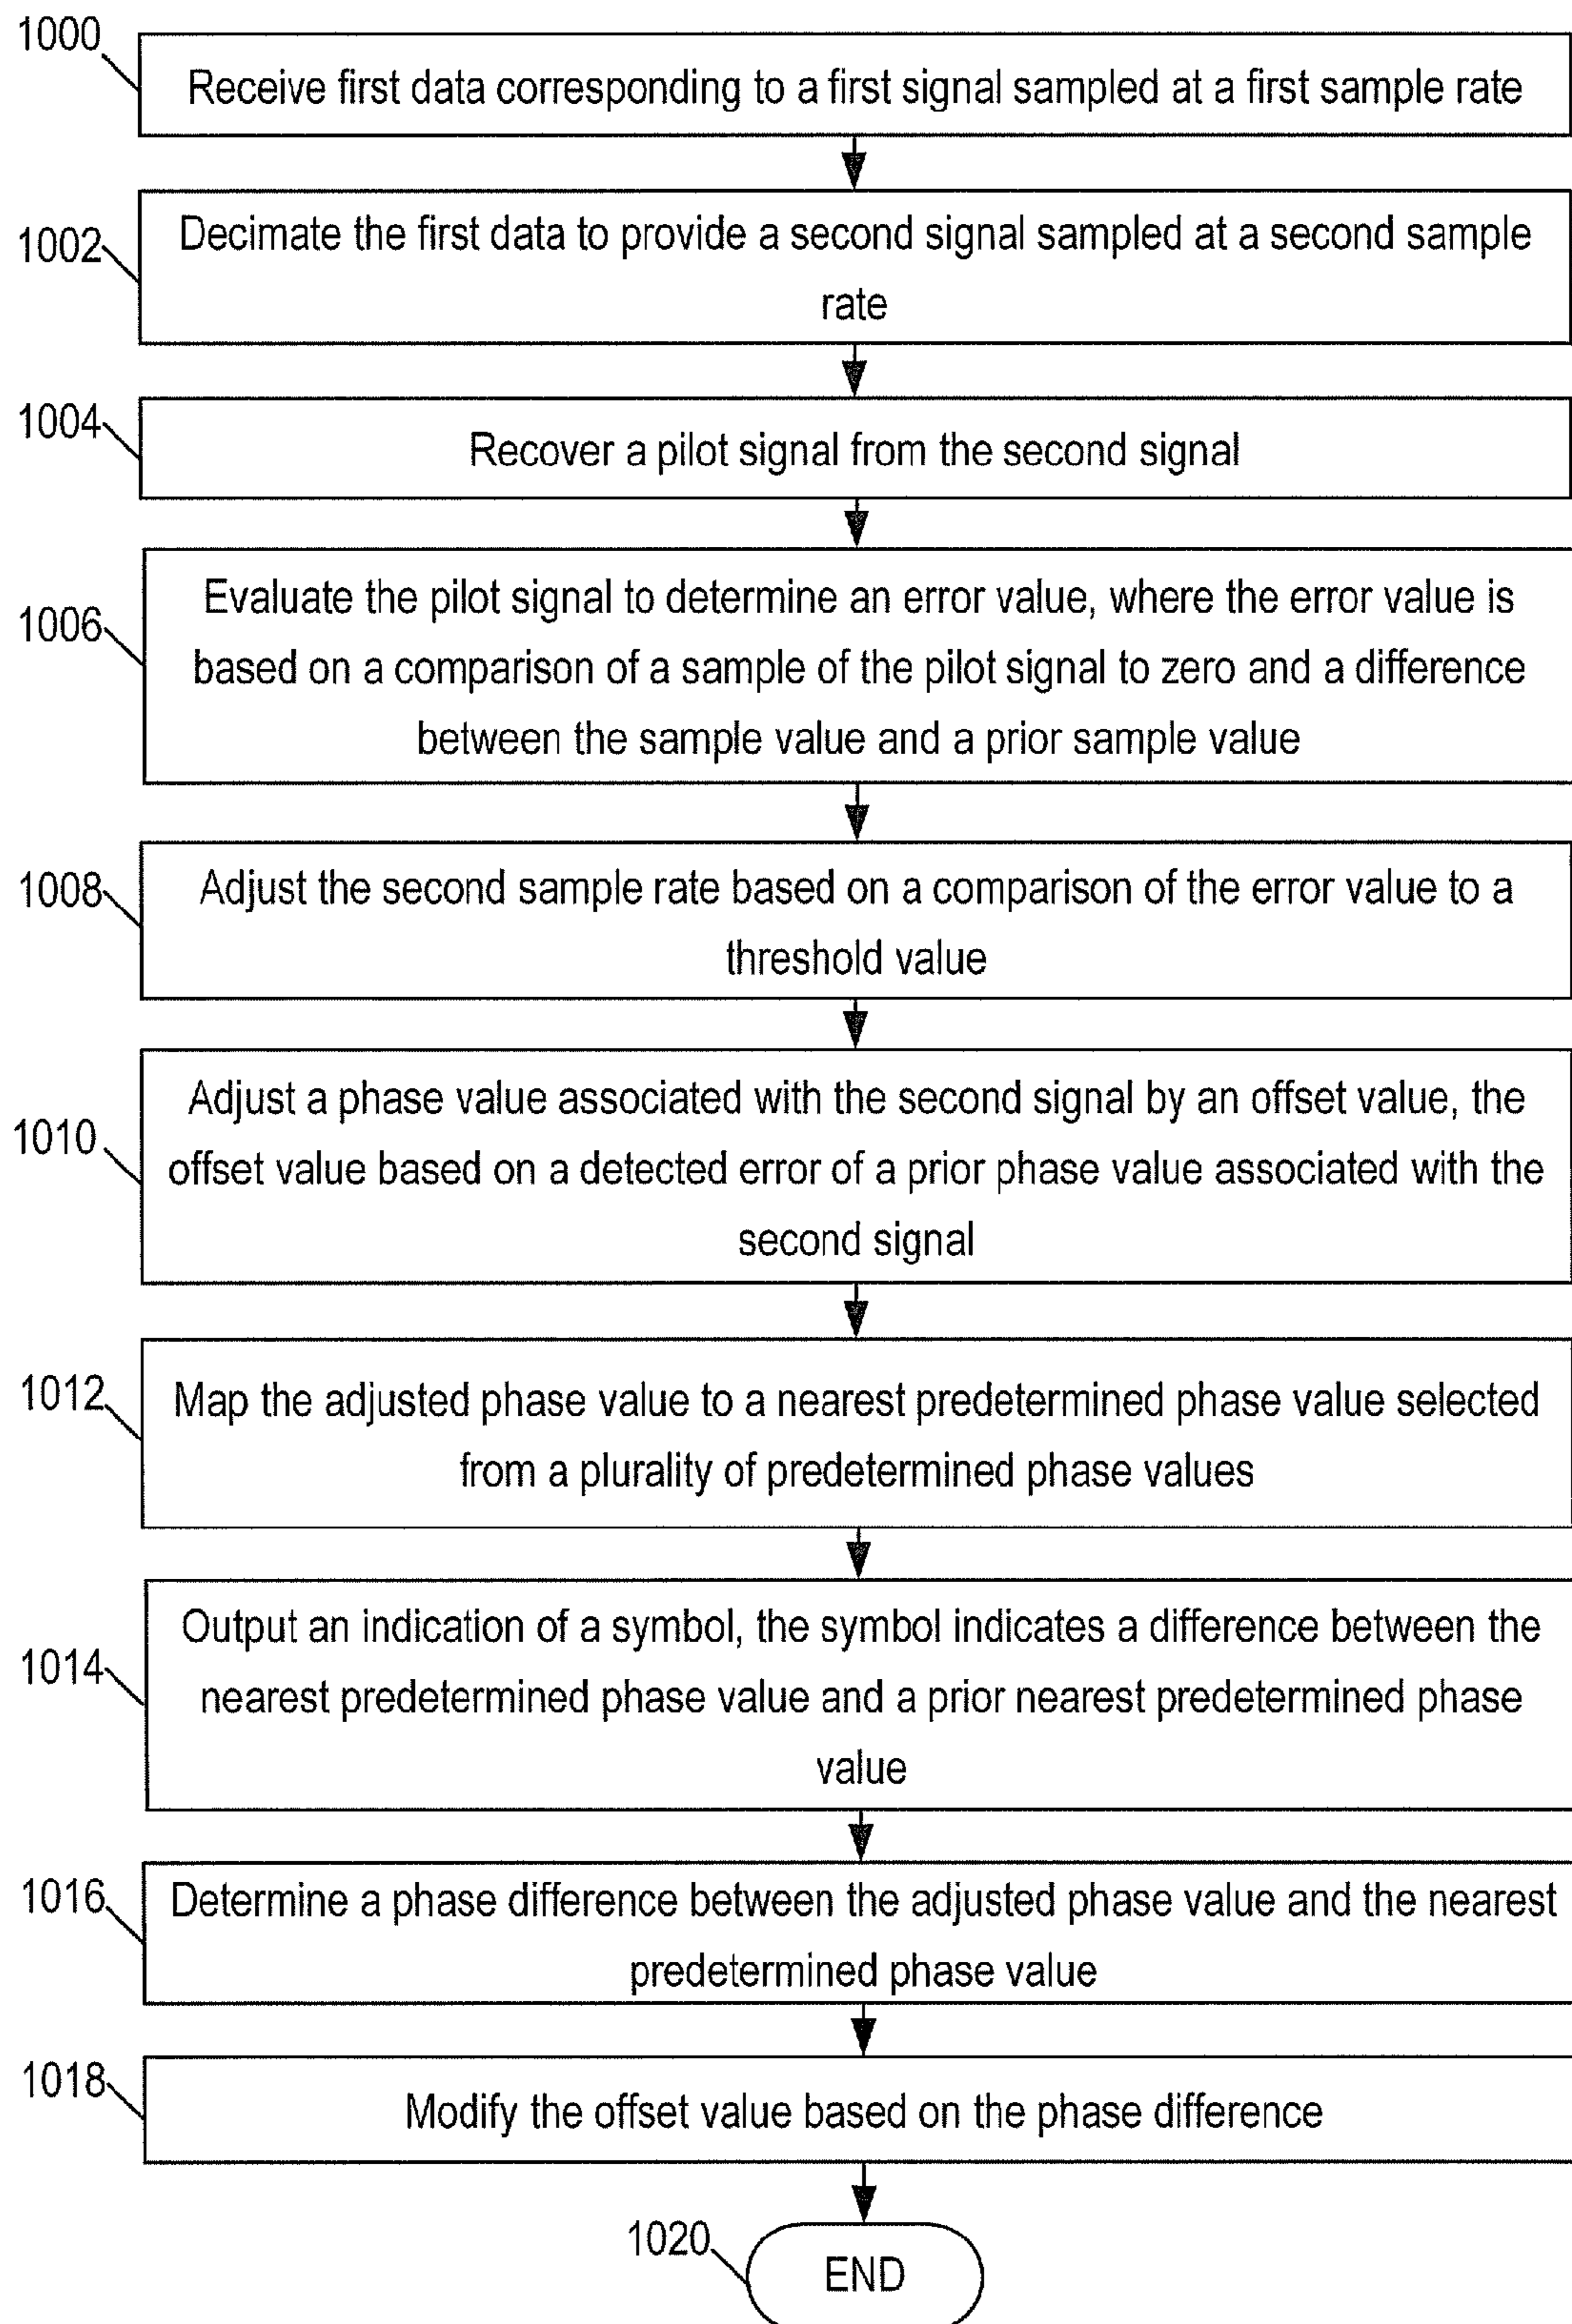 1000
Receive first data corresponding to a first signal sampled at a first sample rate
1002
Decimate the first data to provide a second signal sampled at a second sample
rate
1004
Recover a pilot signal from the second signal
1006
Evaluate the pilot signal to determine an error value, where the error value is
based on a comparison of a sample of the pilot signal to zero and a difference
between the sample value and a prior sample value
1008
Adjust the second sample rate based on a comparison of the error value to a
threshold value
1010
Adjust a phase value associated with the second signal by an offset value, the
offset value based on a detected error of a prior phase value associated with the
second signal
1012
Map the adjusted phase value to a nearest predetermined phase value selected
from a plurality of predetermined phase values
1014
Output an indication of a symbol, the symbol indicates a difference between the
nearest predetermined phase value and a prior nearest predetermined phase
value
1016
Determine a phase difference between the adjusted phase value and the nearest
predetermined phase value
1018
Modify the offset value based on the phase difference
1020
END